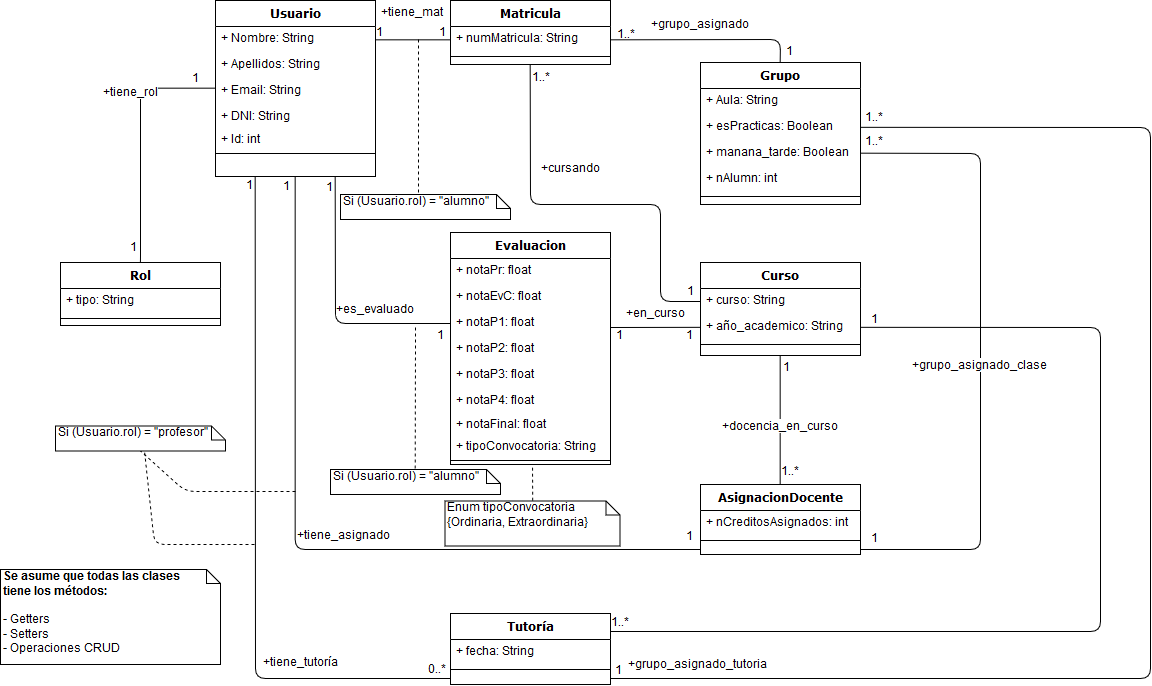 Usuario
+ Nombre: String
+ Apellidos: String
+ Email: String
+ DNI: String
+ Id: int
+tiene_mat
1
1
Matricula
+ numMatricula: String
+grupo_asignado
1..*
1
Grupo
+ Aula: String
+ esPracticas: Boolean
+ manana_tarde: Boolean
+ nAlumn: int
1..*
1..*
1
+tiene_rol
1
Rol
+ tipo: String
1
1
1
1..*
+cursando
1
Si (Usuario.rol) = "alumno"
Evaluacion
+ notaPr: float
+ notaEvC: float
+ notaP1: float
+ notaP2: float
+ notaP3: float
+ notaP4: float
+ notaFinal: float
+ tipoConvocatoria: String
+es_evaluado
1
+en_curso
1
1
Curso
+ curso: String
+ año_academico: String
1
1
+grupo_asignado_clase
+docencia_en_curso
1..*
Si (Usuario.rol) = "profesor"
Si (Usuario.rol) = "alumno"
Enum tipoConvocatoria
{Ordinaria, Extraordinaria}
AsignacionDocente
+ nCreditosAsignados: int
+tiene_asignado
1
1
Se asume que todas las clases
tiene los métodos:
- Getters
- Setters
- Operaciones CRUD
Tutoría
+ fecha: String
1..*
+tiene_tutoría
0..*
1
+grupo_asignado_tutoria